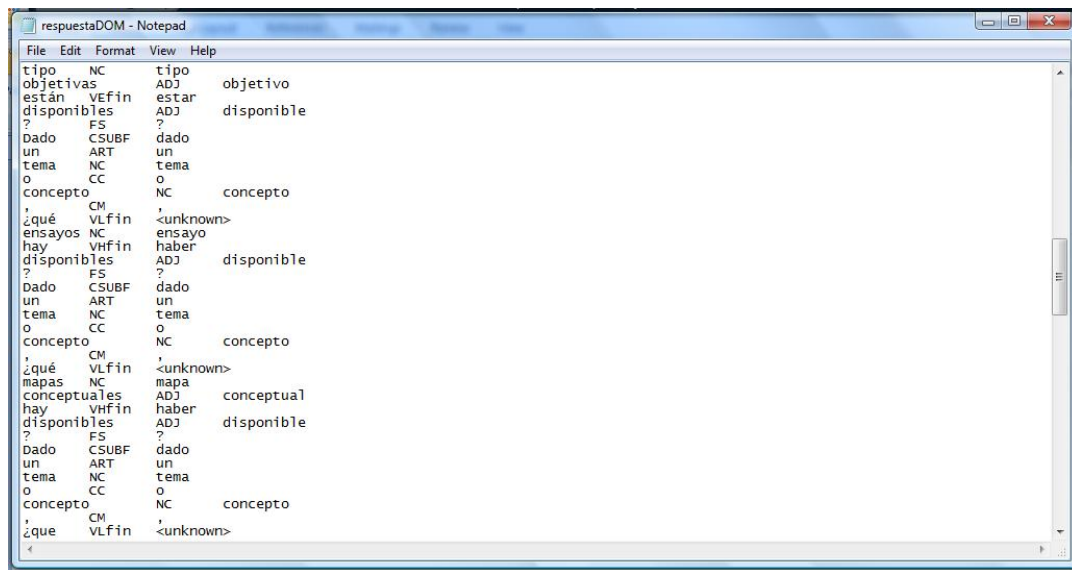 respuestaDOM - Notepad
File Edit Format View Help
tipo NC tipo
objetivas ADJ objetivo
están VEfin estar
disponibles ADJ disponible
? FS ?
Dado CSUBF dado
un ART un
tema NC tema
o CC o
concepto NC concepto
, CM ,
¿qué VLfin <unknown>
ensayos NC ensayo
hay VHfin haber
disponibles ADJ disponible
? FS ?
Dado CSUBF dado
un ART un
tema NC tema
o CC o
concepto NC concepto
, CM ,
¿qué VLfin <unknown>
mapas NC mapa
conceptuales ADJ conceptual
hay VHfin haber
disponibles ADJ disponible
? FS ?
Dado CSUBF dado
un ART un
tema NC tema
o CC o
concepto NC concepto
, CM ,
¿que VLfin <unknown>